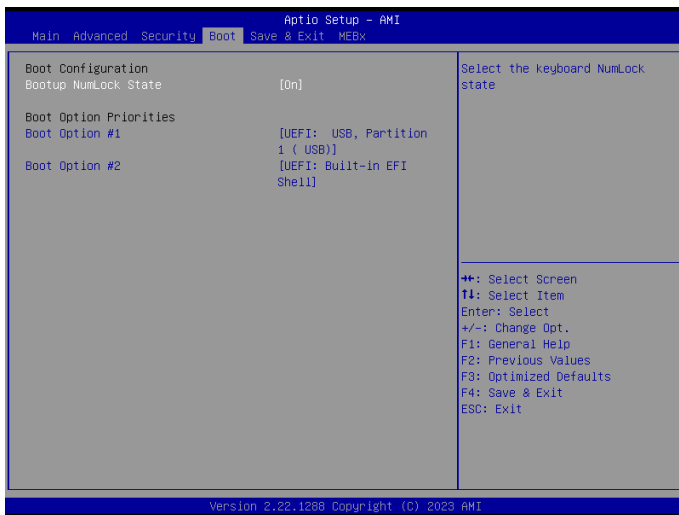 Aptio Setup – AMI
Main Advanced Security Boot Save & Exit MEBx
Boot Configuration
Bootup NumLock State [On]
Boot Option Priorities
Boot Option #1 [UEFI: USB, Partition
1 ( USB)]
Boot Option #2 [UEFI: Built-in EFI
Shell]
Select the keyboard NumLock
state
→←: Select Screen
↑↓: Select Item
Enter: Select
+/-: Change Opt.
F1: General Help
F2: Previous Values
F3: Optimized Defaults
F4: Save & Exit
ESC: Exit
Version 2.22.1288 Copyright (C) 2023 AMI